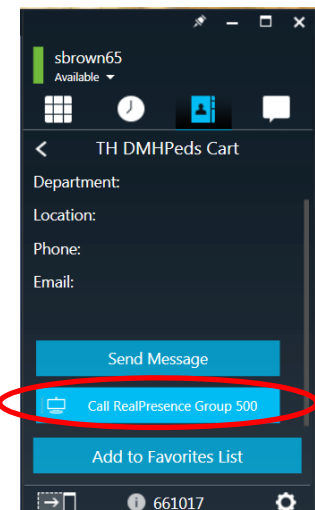 sbrown65
Available
TH DMHPeds Cart
Department:
Location:
Phone:
Email:
Send Message
Call RealPresence Group 500
Add to Favorites List
661017